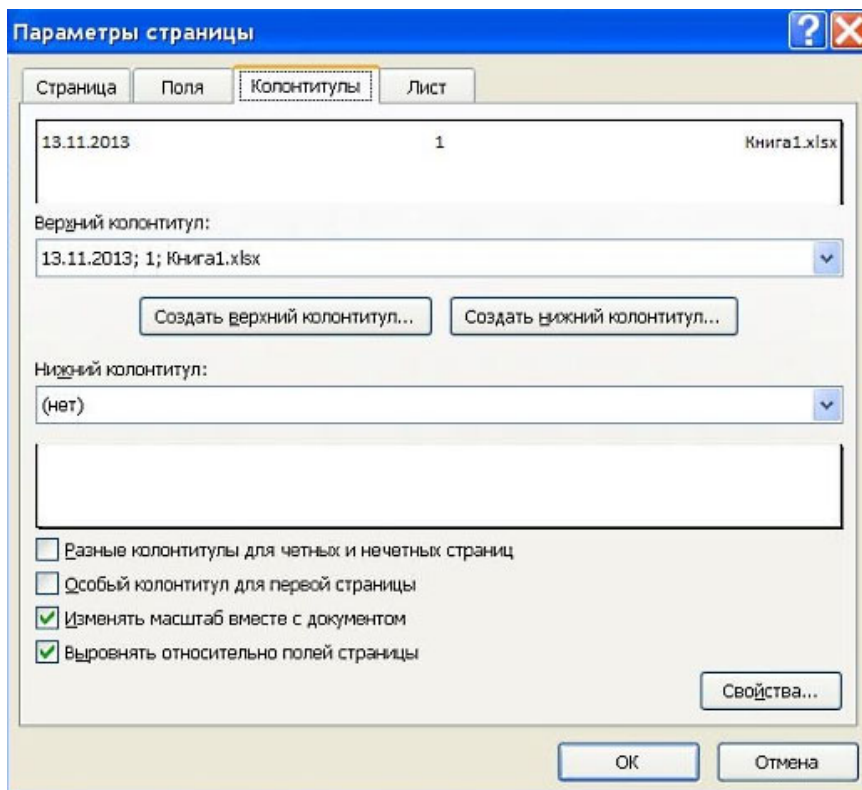 Параметры страницы ? X
Страница Поля Колонтитулы Лист
13.11.2013 1 Книга1.xlsx
Верхний колонтитул:
13.11.2013; 1; Книга1.xlsx
Создать верхний колонтитул... Создать нижний колонтитул...
Нижний колонтитул:
(нет)
Разные колонтитулы для четных и нечетных страниц
Особый колонтитул для первой страницы
Изменять масштаб вместе с документом
Выровнять относительно полей страницы
Свойства...
ОК Отмена